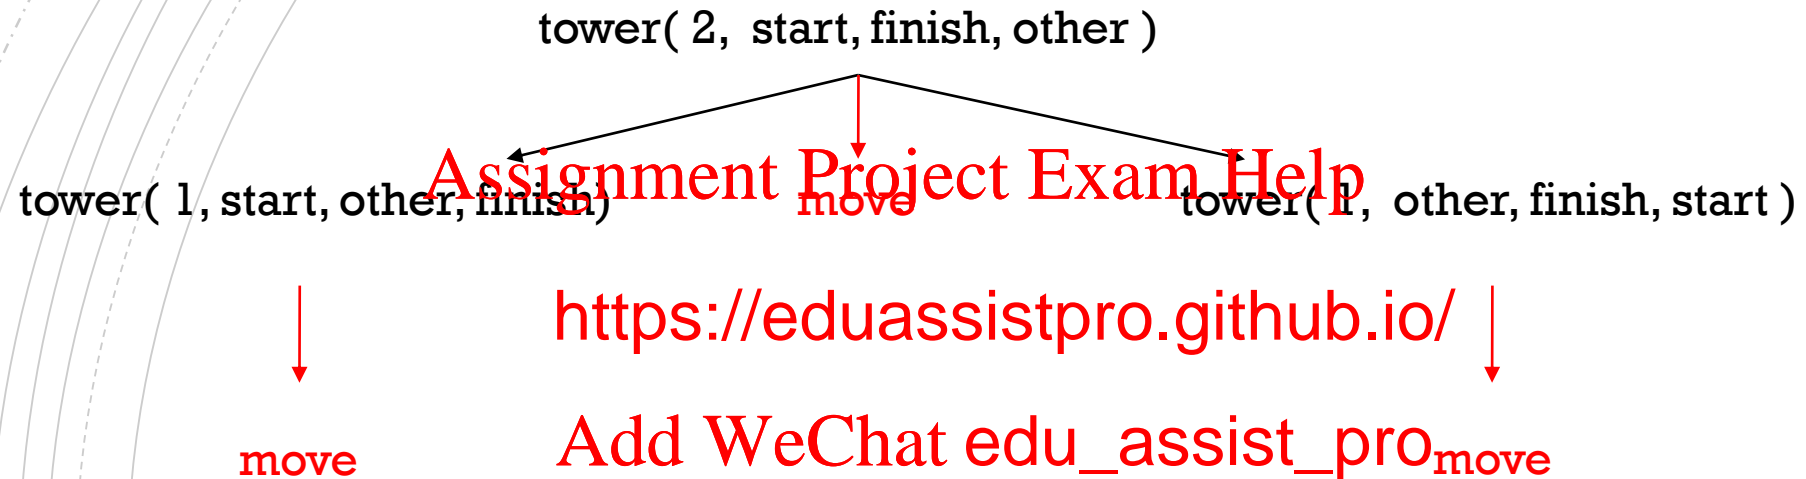 tower( 2, start, finish, other )
Assignment Project Exam Help
tower( 1, start, other, finish) move tower( 1, other, finish, start )
https://eduassistpro.github.io/
Add WeChat edu_assist_pro
move move